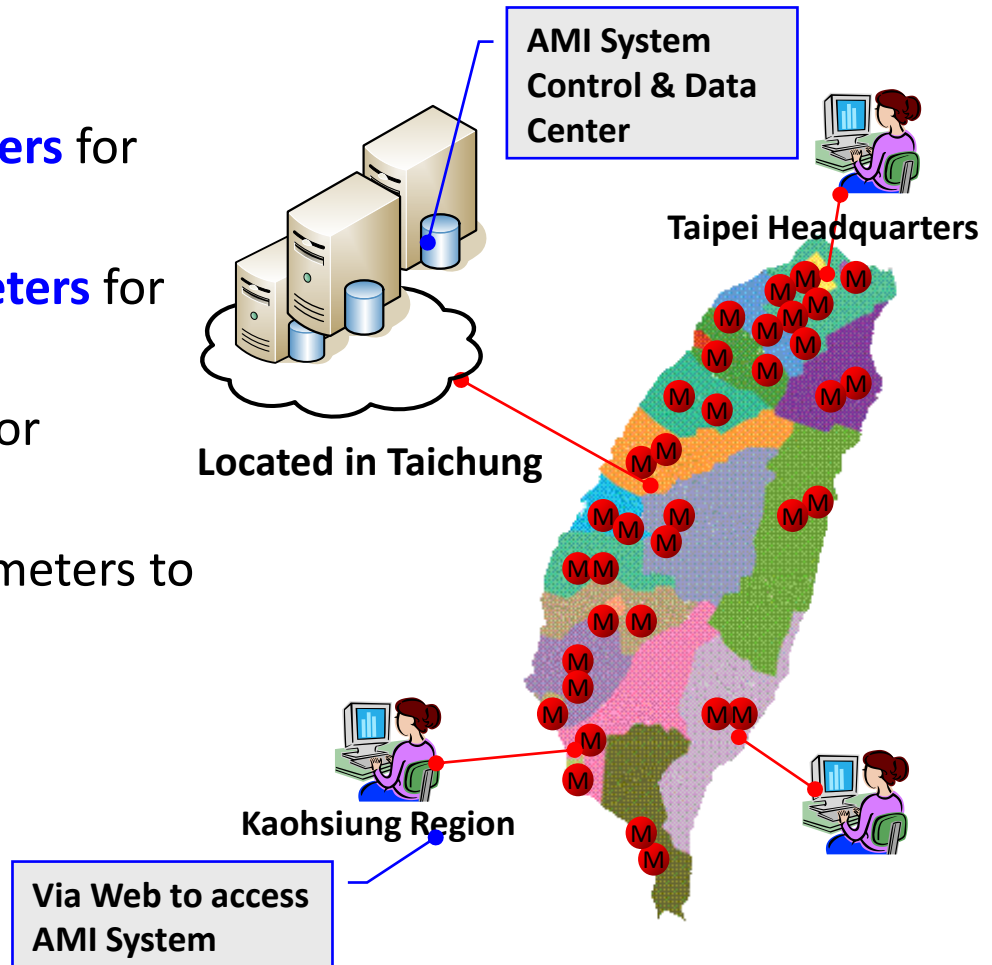 AMI System
Control & Data
Center
ers for
Taipei Headquarters
eters for
or
Located in Taichung
meters to
M M
M M
M M
M M
M M
M
M
M M
M
M
M
M
M M M
M
M
M M
M M
M
M
M M M
M
M
M
M
Kaohsiung Region
Via Web to access
AMI System